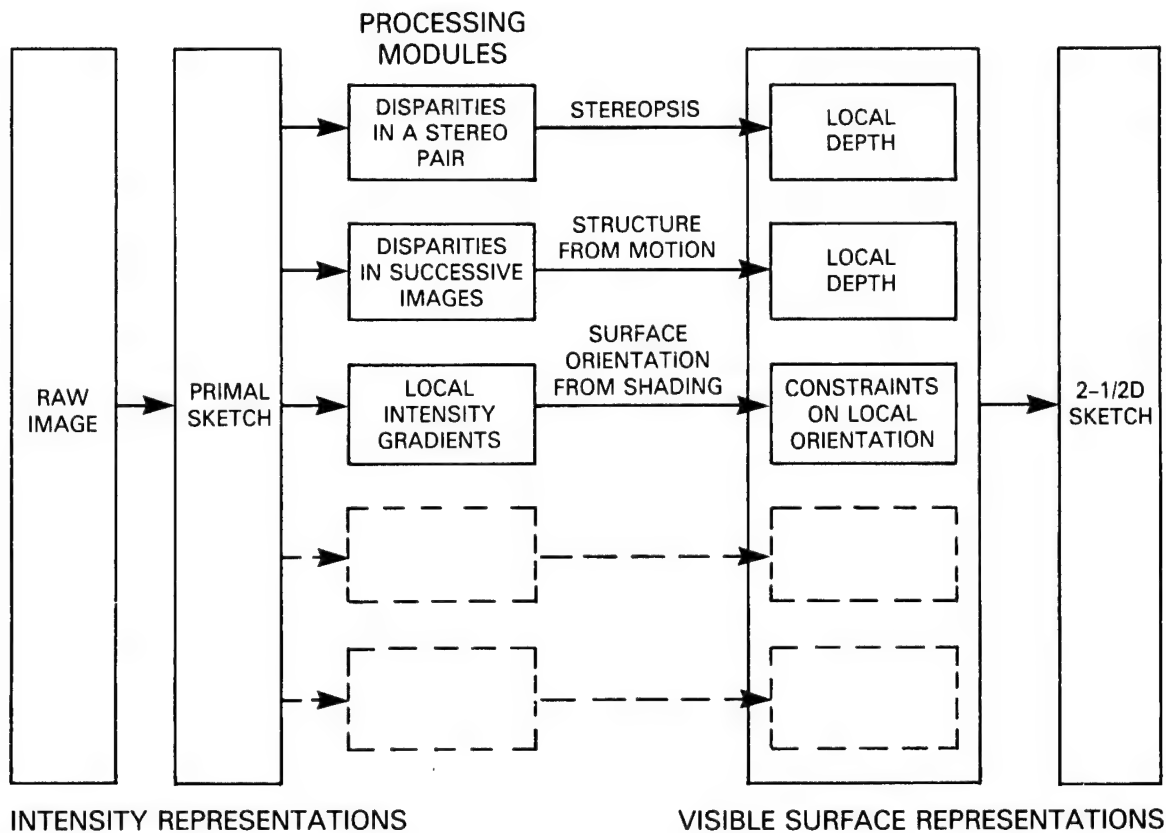 PROCESSING
MODULES
RAW
IMAGE
PRIMAL
SKETCH
DISPARITIES
IN A STEREO
PAIR
STEREOPSIS
LOCAL
DEPTH
DISPARITIES
IN SUCCESSIVE
IMAGES
STRUCTURE
FROM MOTION
LOCAL
DEPTH
LOCAL
INTENSITY
GRADIENTS
SURFACE
ORIENTATION
FROM SHADING
CONSTRAINTS
ON LOCAL
ORIENTATION
2-1/2D
SKETCH
INTENSITY REPRESENTATIONS
VISIBLE SURFACE REPRESENTATIONS